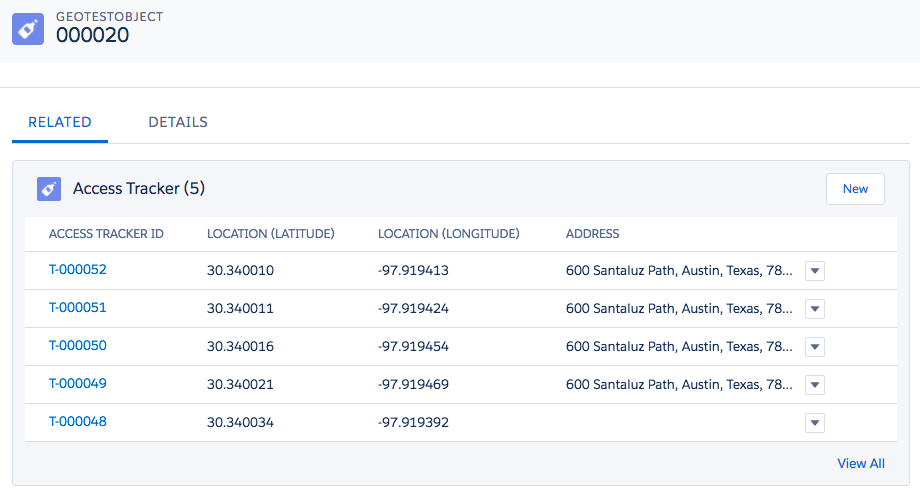 GEOTESTOBJECT
000020
RELATED DETAILS
Access Tracker (5) New
ACCESS TRACKER ID LOCATION (LATITUDE) LOCATION (LONGITUDE) ADDRESS
T-000052 30.340010 -97.919413 600 Santaluz Path, Austin, Texas, 78...
T-000051 30.340011 -97.919424 600 Santaluz Path, Austin, Texas, 78...
T-000050 30.340016 -97.919454 600 Santaluz Path, Austin, Texas, 78...
T-000049 30.340021 -97.919469 600 Santaluz Path, Austin, Texas, 78...
T-000048 30.340034 -97.919392
View All